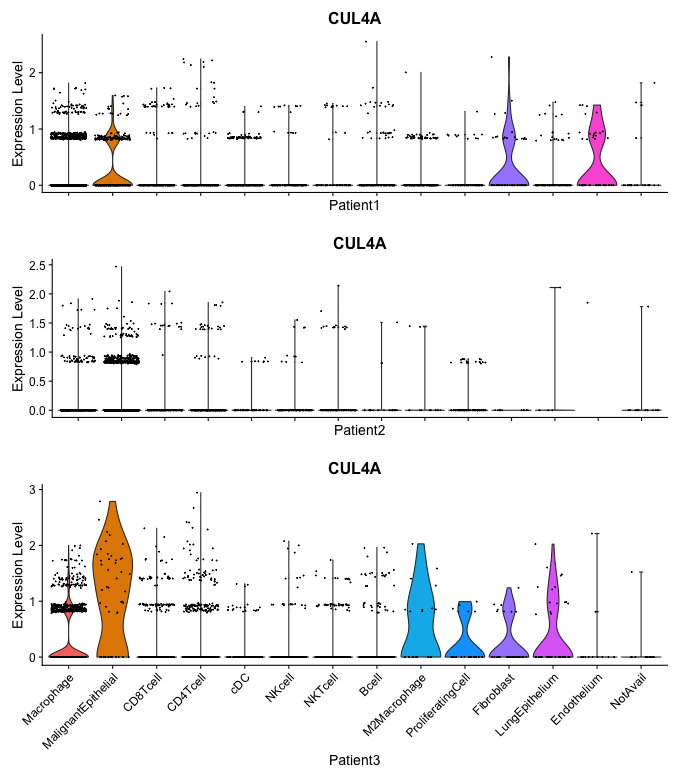 CUL4A
Expression Level
2
1
0
Patient1
CUL4A
Expression Level
2.5
2.0
1.5
1.0
0.5
0.0
Patient2
CUL4A
Expression Level
3
2
1
0
Macrophage
MalignantEpithelial
CD8Tcell
CD4Tcell
cDC
NKcell
NKTcell
Bcell
M2Macrophage
ProliferatingCell
Fibroblast
LungEpithelium
Endothelium
NotAvail
Patient3